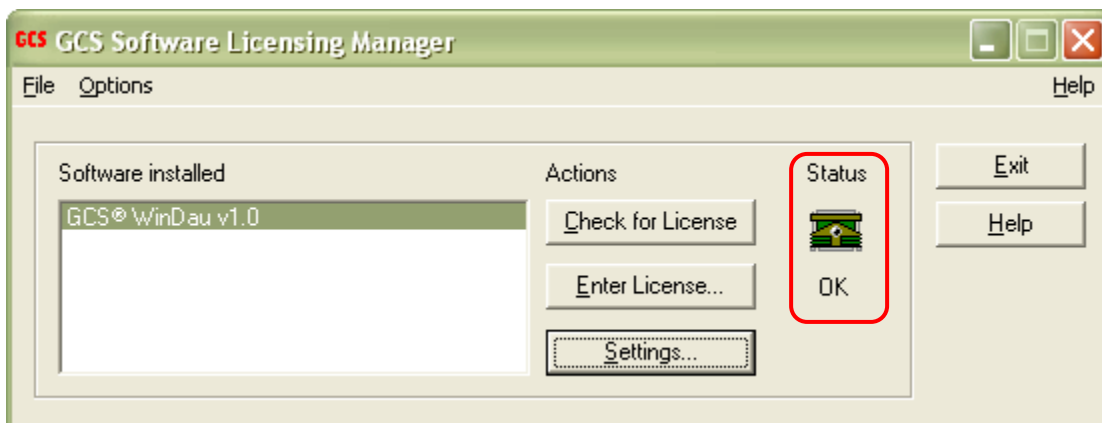 GCS GCS Software Licensing Manager
File Options Help
Software installed
GCS® WinDau v1.0
Actions
Check for License
Enter License...
Settings...
Status
OK
Exit
Help